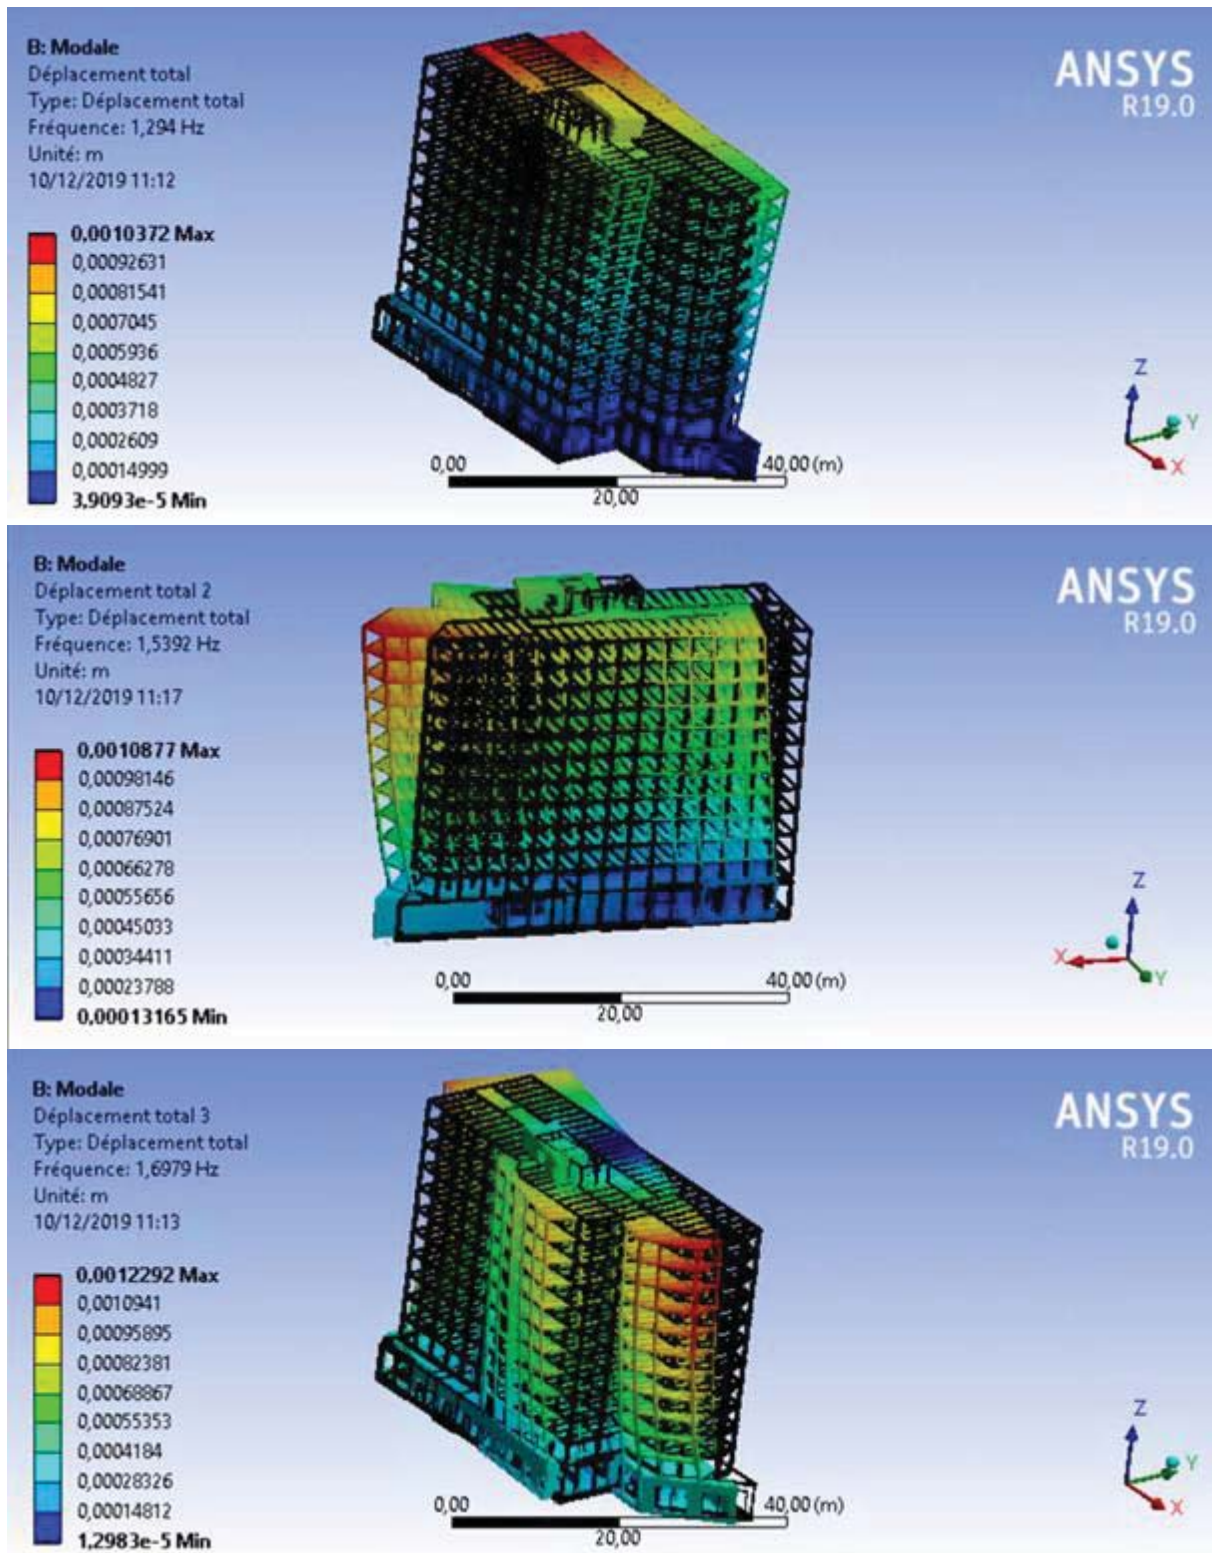 B: Modale
Déplacement total
Type: Déplacement total
Fréquence: 1,294 Hz
Unité: m
10/12/2019 11:12
ANSYS
R19.0
0,0010372 Max
0,00092631
0,00081541
0,0007045
0,0005936
0,0004827
0,0003718
0,0002609
0,00014999
3,9093e-5 Min
0,00
40,00 (m)
20,00
Z
Y
X
B: Modale
Déplacement total 2
Type: Déplacement total
Fréquence: 1,5392 Hz
Unité: m
10/12/2019 11:17
ANSYS
R19.0
0,0010877 Max
0,00098146
0,00087524
0,00076901
0,00066278
0,00055656
0,00045033
0,00034411
0,00023788
0,00013165 Min
0,00
40,00 (m)
20,00
Z
X
Y
B: Modale
Déplacement total 3
Type: Déplacement total
Fréquence: 1,6979 Hz
Unité: m
10/12/2019 11:13
ANSYS
R19.0
0,0012292 Max
0,0010941
0,00095895
0,00082381
0,00068867
0,00055353
0,0004184
0,00028326
0,00014812
1,2983e-5 Min
0,00
40,00 (m)
20,00
Z
Y
X